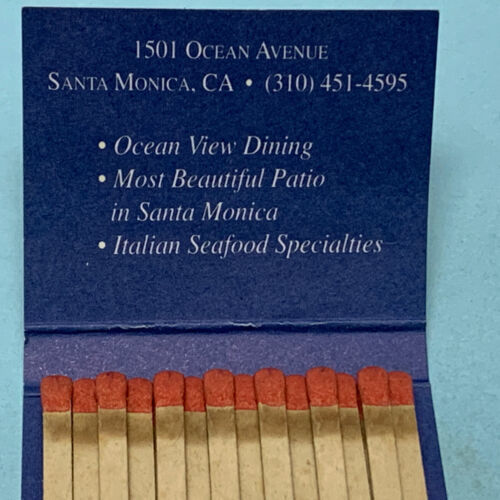 1501 Ocean Avenue
Santa Monica, CA • (310) 451-4595
• Ocean View Dining
• Most Beautiful Patio
in Santa Monica
• Italian Seafood Specialties